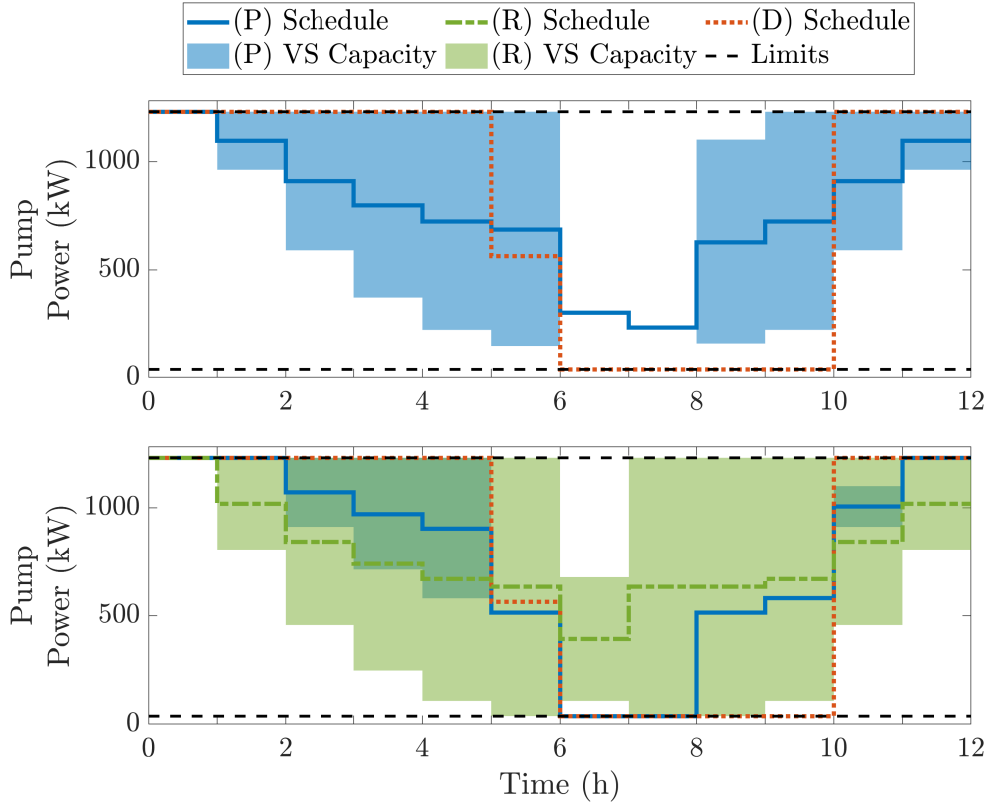 (P) Schedule (R) Schedule (D) Schedule
(P) VS Capacity (R) VS Capacity Limits
Pump
Power (kW)
1000
500
0
0 2 4 6 8 10 12
Pump
Power (kW)
1000
500
0
0 2 4 6 8 10 12
Time (h)